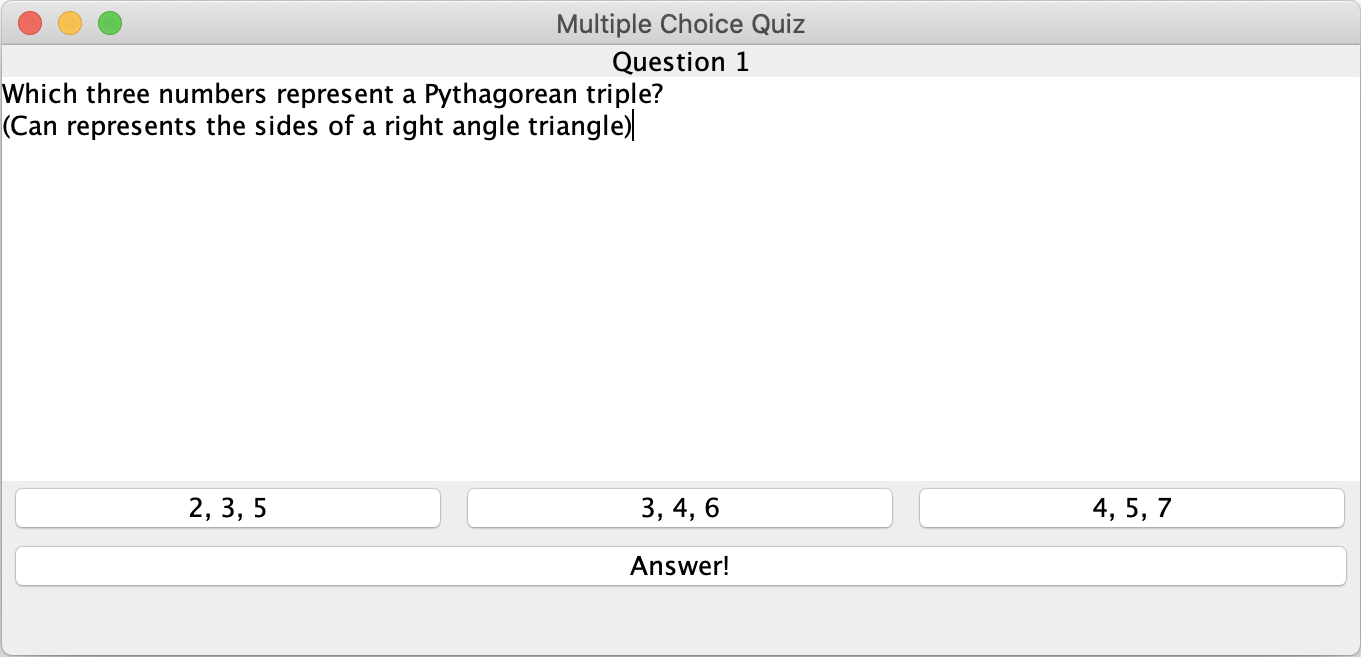 Multiple Choice Quiz
Question 1
Which three numbers represent a Pythagorean triple?
(Can represents the sides of a right angle triangle)
2, 3, 5
3, 4, 6
4, 5, 7
Answer!